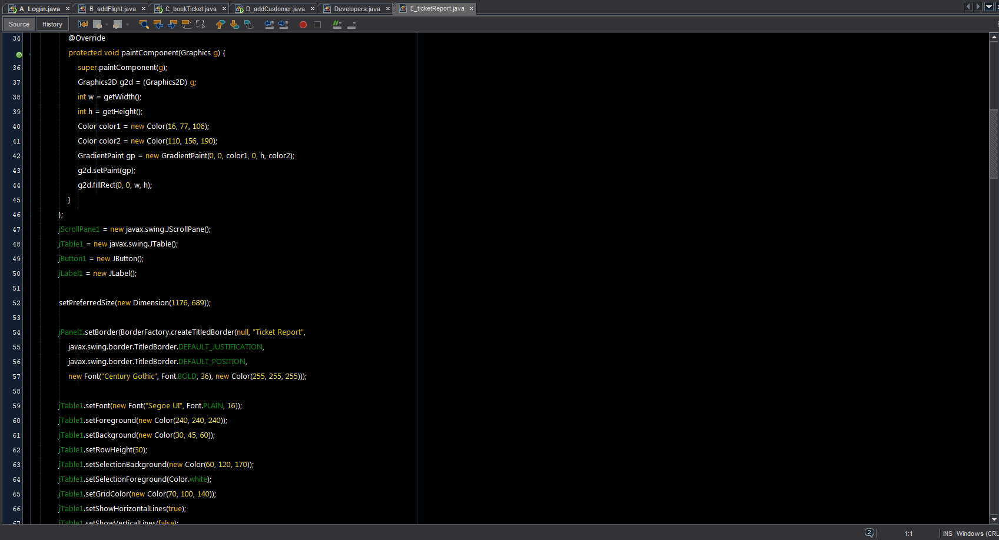 A_Login.java × B_addFlight.java × C_bookTicket.java × D_addCustomer.java × Developers.java × E_ticketReport.java ×
Source History
34 @Override
protected void paintComponent(Graphics g) {
36 super.paintComponent(g);
37 Graphics2D g2d = (Graphics2D) g;
38 int w = getWidth();
39 int h = getHeight();
40 Color color1 = new Color(16, 77, 106);
41 Color color2 = new Color(110, 156, 190);
42 GradientPaint gp = new GradientPaint(0, 0, color1, 0, h, color2);
43 g2d.setPaint(gp);
44 g2d.fillRect(0, 0, w, h);
45 }
46 };
47 jScrollPane1 = new javax.swing.JScrollPane();
48 jTable1 = new javax.swing.JTable();
49 jButton1 = new JButton();
50 jLabel1 = new JLabel();
51
52 setPreferredSize(new Dimension(1176, 689));
53
54 jPanel1.setBorder(BorderFactory.createTitledBorder(null, "Ticket Report",
55 javax.swing.border.TitledBorder.DEFAULT_JUSTIFICATION,
56 javax.swing.border.TitledBorder.DEFAULT_POSITION,
57 new Font("Century Gothic", Font.BOLD, 36), new Color(255, 255, 255)));
58
59 jTable1.setFont(new Font("Segoe UI", Font.PLAIN, 16));
60 jTable1.setForeground(new Color(240, 240, 240));
61 jTable1.setBackground(new Color(30, 45, 60));
62 jTable1.setRowHeight(30);
63 jTable1.setSelectionBackground(new Color(60, 120, 170));
64 jTable1.setSelectionForeground(Color.white);
65 jTable1.setGridColor(new Color(70, 100, 140));
66 jTable1.setShowHorizontalLines(true);
67 jTable1.setShowVerticalLines(false);
2 1:1 INS Windows (CRL